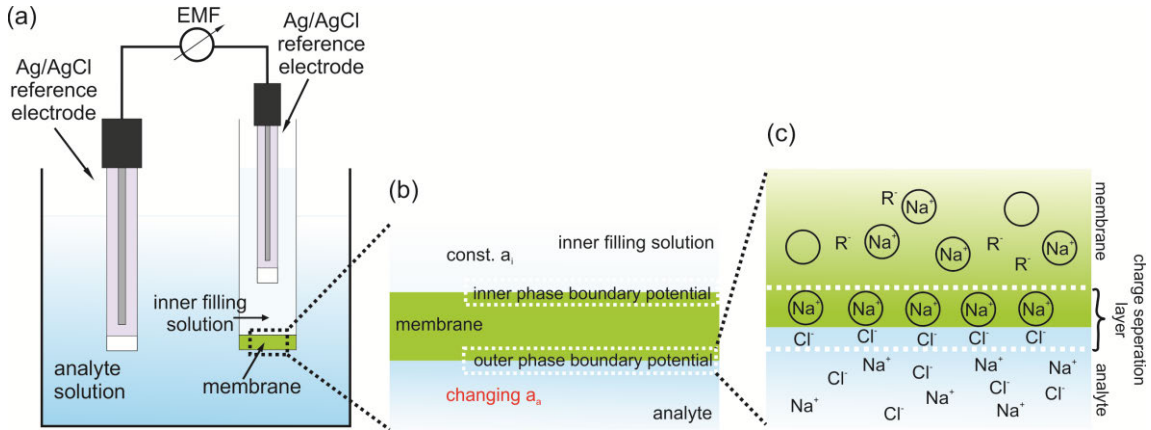 (a)
EMF
Ag/AgCl
reference
electrode
Ag/AgCl
reference
electrode
inner filling
solution
analyte
solution
membrane
(b)
const. aᵢ
inner filling solution
inner phase boundary potential
membrane
outer phase boundary potential
changing aₐ
analyte
(c)
R⁻ Na⁺
R⁻ Na⁺ Na⁺ R⁻ R⁻ Na⁺
Na⁺ Na⁺ Na⁺ Na⁺ Na⁺
Cl⁻ Cl⁻ Cl⁻ Cl⁻ Cl⁻
Na⁺ Cl⁻ Na⁺ Na⁺
Cl⁻ Na⁺ Cl⁻ Cl⁻
Na⁺ Cl⁻ Na⁺
membrane
charge seperation
layer
analyte